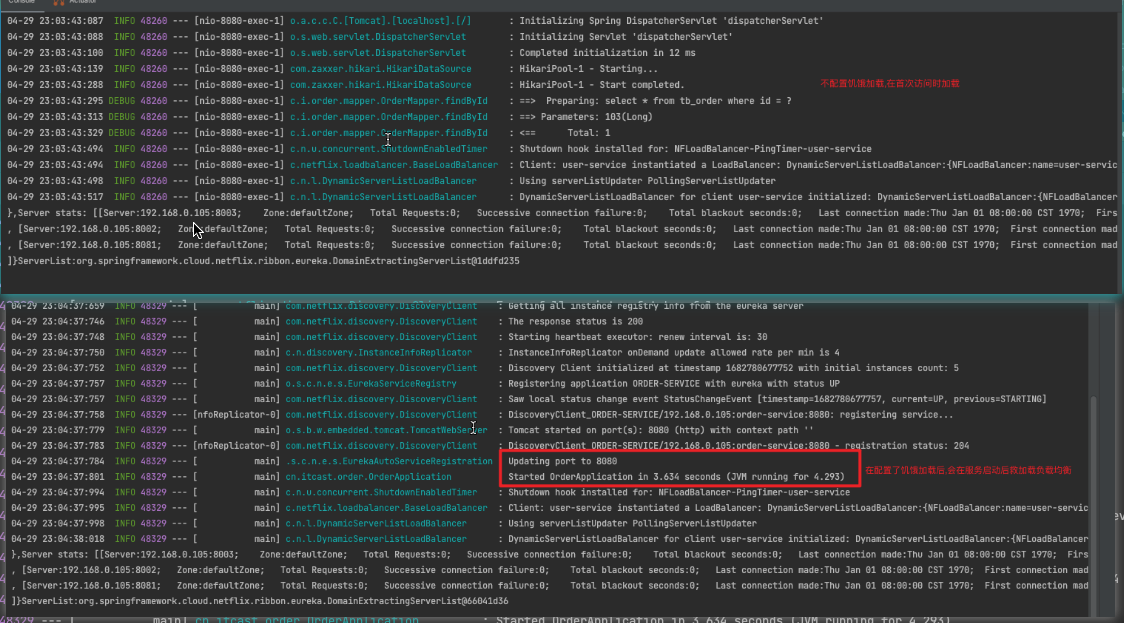 Console Actuator
04-29 23:03:43:087 INFO 48260 --- [nio-8080-exec-1] o.a.c.c.C.[Tomcat].[localhost].[/] : Initializing Spring DispatcherServlet 'dispatcherServlet'
04-29 23:03:43:088 INFO 48260 --- [nio-8080-exec-1] o.s.web.servlet.DispatcherServlet : Initializing Servlet 'dispatcherServlet'
04-29 23:03:43:100 INFO 48260 --- [nio-8080-exec-1] o.s.web.servlet.DispatcherServlet : Completed initialization in 12 ms
04-29 23:03:43:139 INFO 48260 --- [nio-8080-exec-1] com.zaxxer.hikari.HikariDataSource : HikariPool-1 - Starting...
04-29 23:03:43:288 INFO 48260 --- [nio-8080-exec-1] com.zaxxer.hikari.HikariDataSource : HikariPool-1 - Start completed. 不配置饥饿加载,在首次访问时加载
04-29 23:03:43:295 DEBUG 48260 --- [nio-8080-exec-1] c.i.order.mapper.OrderMapper.findById : ==> Preparing: select * from tb_order where id = ?
04-29 23:03:43:313 DEBUG 48260 --- [nio-8080-exec-1] c.i.order.mapper.OrderMapper.findById : ==> Parameters: 103(Long)
04-29 23:03:43:329 DEBUG 48260 --- [nio-8080-exec-1] c.i.order.mapper.OrderMapper.findById : <== Total: 1
04-29 23:03:43:494 INFO 48260 --- [nio-8080-exec-1] c.n.u.concurrent.ShutdownEnabledTimer : Shutdown hook installed for: NFLoadBalancer-PingTimer-user-service
04-29 23:03:43:494 INFO 48260 --- [nio-8080-exec-1] c.netflix.loadbalancer.BaseLoadBalancer : Client: user-service instantiated a LoadBalancer: DynamicServerListLoadBalancer:{NFLoadBalancer:name=user-servic
04-29 23:03:43:498 INFO 48260 --- [nio-8080-exec-1] c.n.l.DynamicServerListLoadBalancer : Using serverListUpdater PollingServerListUpdater
04-29 23:03:43:517 INFO 48260 --- [nio-8080-exec-1] c.n.l.DynamicServerListLoadBalancer : DynamicServerListLoadBalancer for client user-service initialized: DynamicServerListLoadBalancer:{NFLoadBalancer
},Server stats: [[Server:192.168.0.105:8003; Zone:defaultZone; Total Requests:0; Successive connection failure:0; Total blackout seconds:0; Last connection made:Thu Jan 01 08:00:00 CST 1970; Firs
, [Server:192.168.0.105:8002; Zone:defaultZone; Total Requests:0; Successive connection failure:0; Total blackout seconds:0; Last connection made:Thu Jan 01 08:00:00 CST 1970; First connection mad
, [Server:192.168.0.105:8081; Zone:defaultZone; Total Requests:0; Successive connection failure:0; Total blackout seconds:0; Last connection made:Thu Jan 01 08:00:00 CST 1970; First connection mad
]}ServerList:org.springframework.cloud.netflix.ribbon.eureka.DomainExtractingServerList@1ddfd235
04-29 23:04:37:659 INFO 48329 --- [ main] com.netflix.discovery.DiscoveryClient : Getting all instance registry info from the eureka server
04-29 23:04:37:746 INFO 48329 --- [ main] com.netflix.discovery.DiscoveryClient : The response status is 200
04-29 23:04:37:748 INFO 48329 --- [ main] com.netflix.discovery.DiscoveryClient : Starting heartbeat executor: renew interval is: 30
04-29 23:04:37:750 INFO 48329 --- [ main] c.n.discovery.InstanceInfoReplicator : InstanceInfoReplicator onDemand update allowed rate per min is 4
04-29 23:04:37:752 INFO 48329 --- [ main] com.netflix.discovery.DiscoveryClient : Discovery Client initialized at timestamp 1682780677752 with initial instances count: 5
04-29 23:04:37:757 INFO 48329 --- [ main] o.s.c.n.e.s.EurekaServiceRegistry : Registering application ORDER-SERVICE with eureka with status UP
04-29 23:04:37:757 INFO 48329 --- [ main] com.netflix.discovery.DiscoveryClient : Saw local status change event StatusChangeEvent [timestamp=1682780677757, current=UP, previous=STARTING]
04-29 23:04:37:758 INFO 48329 --- [nfoReplicator-0] com.netflix.discovery.DiscoveryClient : DiscoveryClient_ORDER-SERVICE/192.168.0.105:order-service:8080: registering service...
04-29 23:04:37:779 INFO 48329 --- [ main] o.s.b.w.embedded.tomcat.TomcatWebServer : Tomcat started on port(s): 8080 (http) with context path ''
04-29 23:04:37:783 INFO 48329 --- [nfoReplicator-0] com.netflix.discovery.DiscoveryClient : DiscoveryClient_ORDER-SERVICE/192.168.0.105:order-service:8080 - registration status: 204
04-29 23:04:37:784 INFO 48329 --- [ main] .s.c.n.e.s.EurekaAutoServiceRegistration : Updating port to 8080
04-29 23:04:37:801 INFO 48329 --- [ main] cn.itcast.order.OrderApplication : Started OrderApplication in 3.634 seconds (JVM running for 4.293) 在配置了饥饿加载后,会在服务启动后就加载负载均衡
04-29 23:04:37:994 INFO 48329 --- [ main] c.n.u.concurrent.ShutdownEnabledTimer : Shutdown hook installed for: NFLoadBalancer-PingTimer-user-service
04-29 23:04:37:995 INFO 48329 --- [ main] c.netflix.loadbalancer.BaseLoadBalancer : Client: user-service instantiated a LoadBalancer: DynamicServerListLoadBalancer:{NFLoadBalancer:name=user-servic
04-29 23:04:37:998 INFO 48329 --- [ main] c.n.l.DynamicServerListLoadBalancer : Using serverListUpdater PollingServerListUpdater
04-29 23:04:38:018 INFO 48329 --- [ main] c.n.l.DynamicServerListLoadBalancer : DynamicServerListLoadBalancer for client user-service initialized: DynamicServerListLoadBalancer:{NFLoadBalancer
},Server stats: [[Server:192.168.0.105:8003; Zone:defaultZone; Total Requests:0; Successive connection failure:0; Total blackout seconds:0; Last connection made:Thu Jan 01 08:00:00 CST 1970; Firs
, [Server:192.168.0.105:8002; Zone:defaultZone; Total Requests:0; Successive connection failure:0; Total blackout seconds:0; Last connection made:Thu Jan 01 08:00:00 CST 1970; First connection mad
, [Server:192.168.0.105:8081; Zone:defaultZone; Total Requests:0; Successive connection failure:0; Total blackout seconds:0; Last connection made:Thu Jan 01 08:00:00 CST 1970; First connection mad
]}ServerList:org.springframework.cloud.netflix.ribbon.eureka.DomainExtractingServerList@66041d36
48329 --- [ main] cn.itcast.order.OrderApplication : Started OrderApplication in 3.634 seconds (JVM running for 4.293)